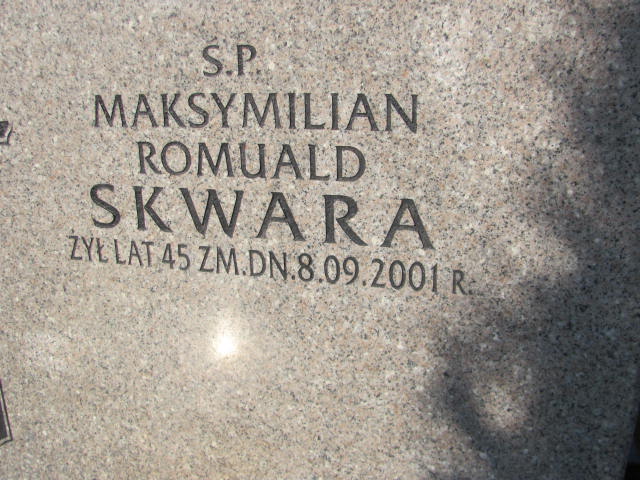 Ś.P.
MAKSYMILIAN
ROMUALD
SKWARA
ŻYŁ LAT 45 ZM.DN.8.09.2001 R.